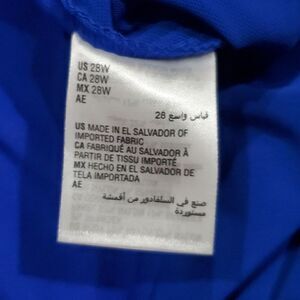 US 28W
CA 28W
MX 28W
AE
قياس واسع 28
US MADE IN EL SALVADOR OF
IMPORTED FABRIC
CA FABRIQUÉ AU SALVADOR À
PARTIR DE TISSU IMPORTÉ
MX HECHO EN EL SALVADOR DE
TELA IMPORTADA
AE
صنع في السلفادور من أقمشة
مستوردة